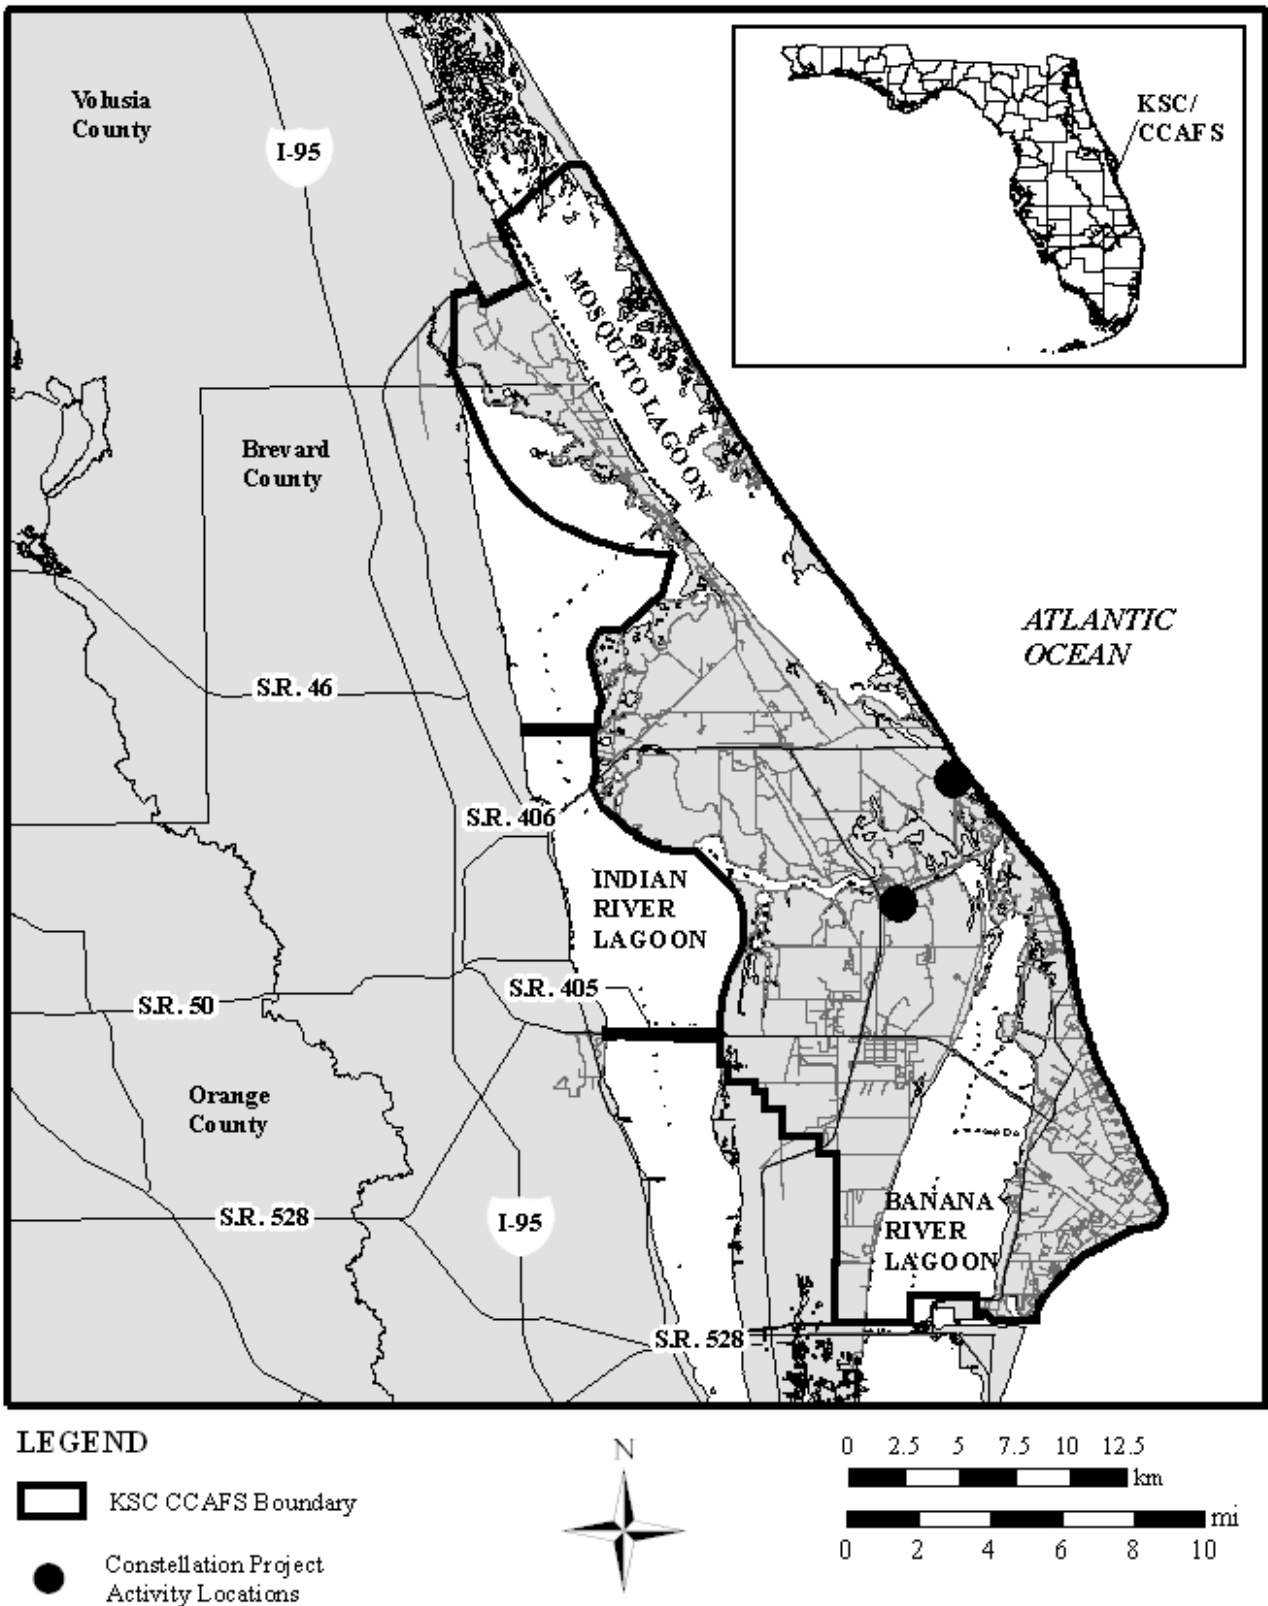 Volusia
County
I-95
KSC/
CCAFS
MOSQUITO LAGOON
Brevard
County
ATLANTIC
OCEAN
S.R. 46
S.R. 406
INDIAN
RIVER
LAGOON
S.R. 405
S.R. 50
Orange
County
BANANA
RIVER
LAGOON
S.R. 528
I-95
S.R. 528
LEGEND
KSC CCAFS Boundary
Constellation Project
Activity Locations
N
0 2.5 5 7.5 10 12.5
km
mi
0 2 4 6 8 10